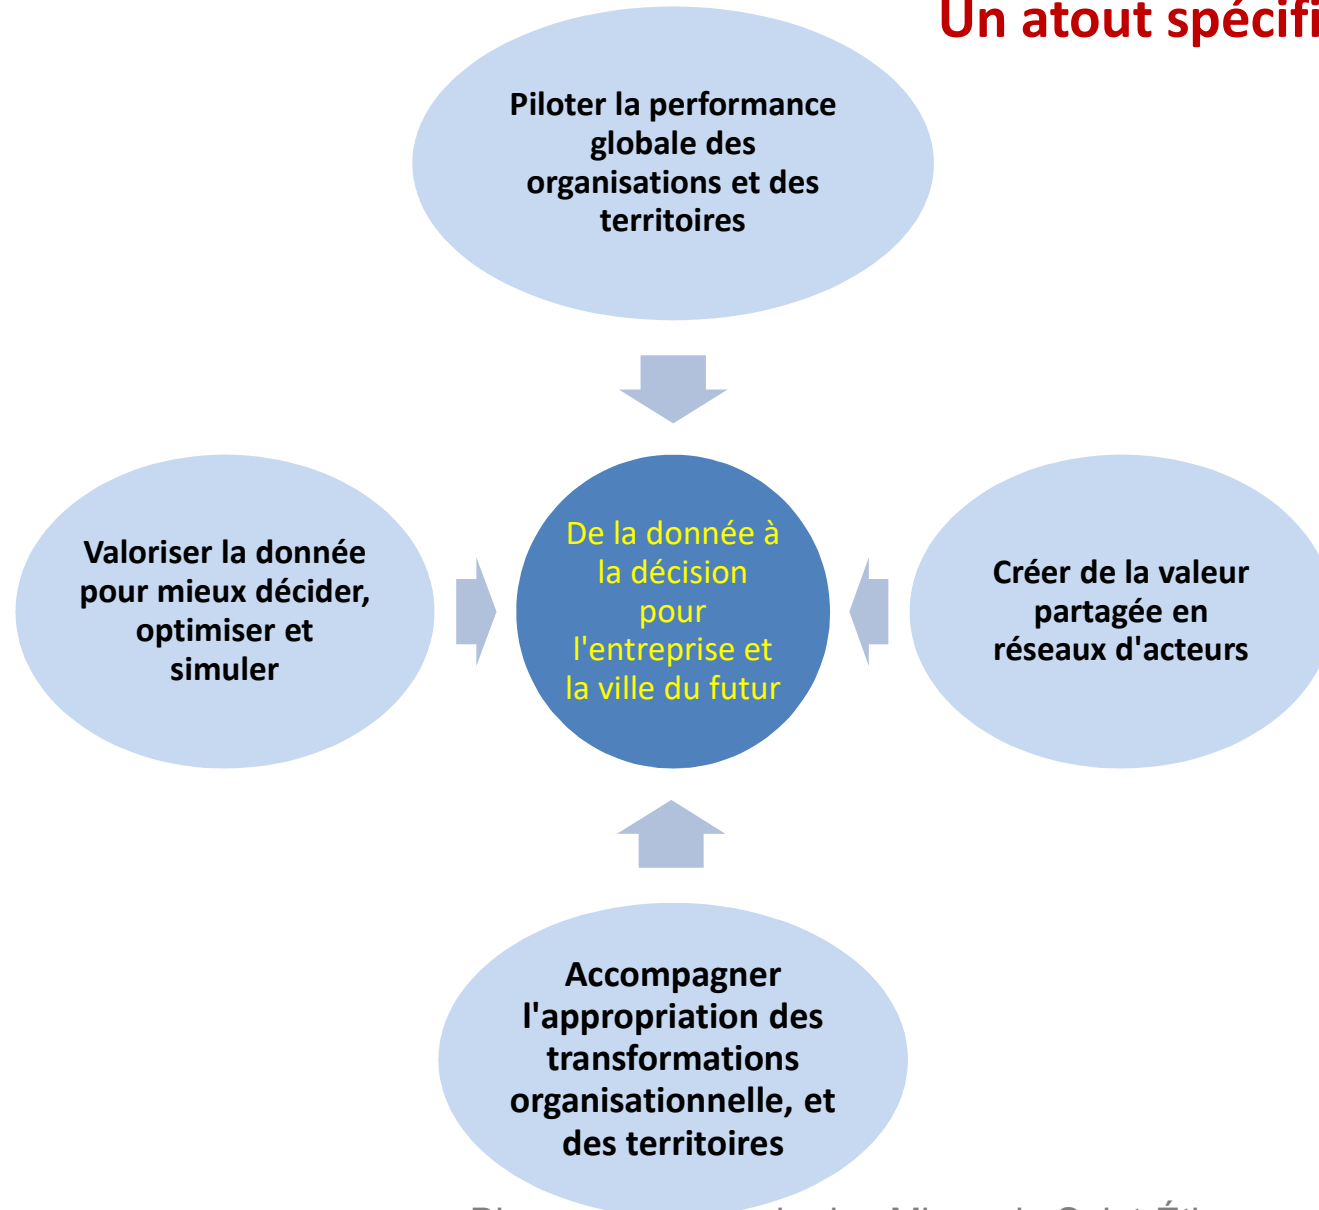 Un atout
Piloter la performance
globale des
organisations et des
territoires
Valoriser la donnée
pour mieux décider,
optimiser et
simuler
De la donnée à
la décision
pour
l'entreprise et
la ville du futur
Créer de la valeur
partagée en
réseaux d'acteurs
Accompagner
l'appropriation des
transformations
organisationnelle, et
des territoires